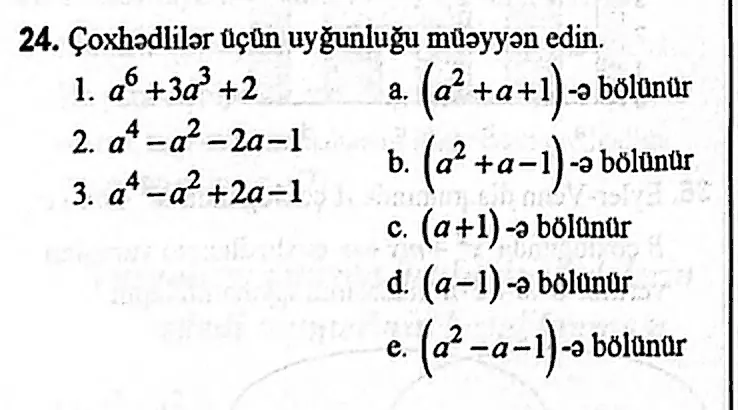 24. Çoxhədlilər üçün uyğunluğu müəyyən edin.
1. a⁶+3a³+2
2. a⁴−a²−2a−1
3. a⁴−a²+2a−1
a. (a²+a+1)-ə bölünür
b. (a²+a−1)-ə bölünür
c. (a+1)-ə bölünür
d. (a−1)-ə bölünür
e. (a²−a−1)-ə bölünür